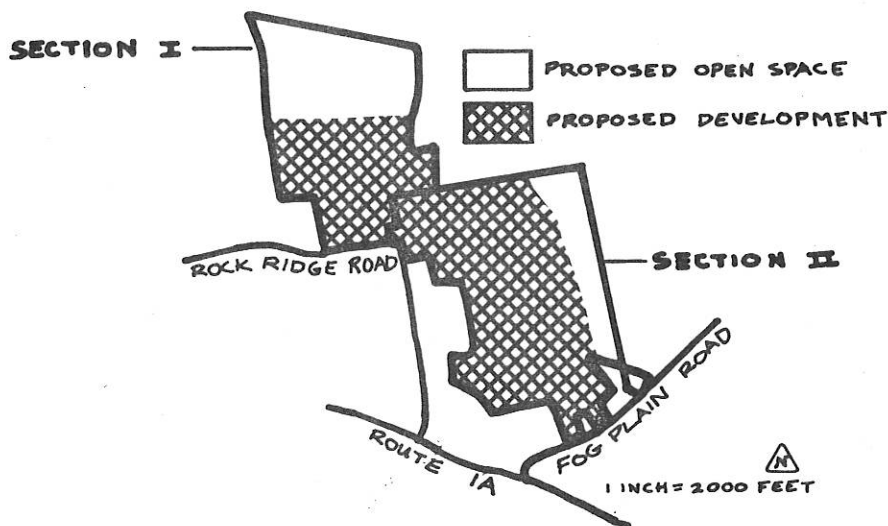 SECTION I
PROPOSED OPEN SPACE
PROPOSED DEVELOPMENT
ROCK RIDGE ROAD
SECTION II
FOG PLAIN ROAD
ROUTE 1A
N
1 INCH = 2000 FEET